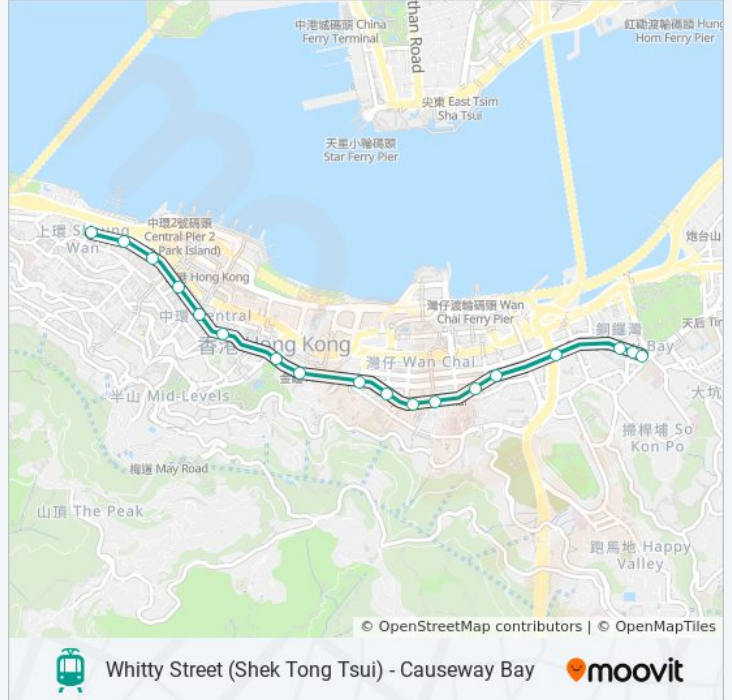 中港城碼頭 China
Ferry Terminal
than Road
紅磡渡輪碼頭 Hung
Hom Ferry Pier
尖東 East Tsim
Sha Tsui
天星小輪碼頭
Star Ferry Pier
中環2號碼頭
Central Pier 2
Park Island)
上環 Sheung
Wan
炮台山
港 Hong Kong
灣仔渡輪碼頭 Wan
Chai Ferry Pier
中環 Central
銅鑼灣
Bay
天后 Tin
香港 Hong Kong
灣仔 Wan Chai
金鐘
半山 Mid-Levels
大坑
掃桿埔 So
Kon Po
梅道 May Road
山頂 The Peak
跑馬地 Happy
Valley
© OpenStreetMap contributors | © OpenMapTiles
Whitty Street (Shek Tong Tsui) - Causeway Bay
moovit